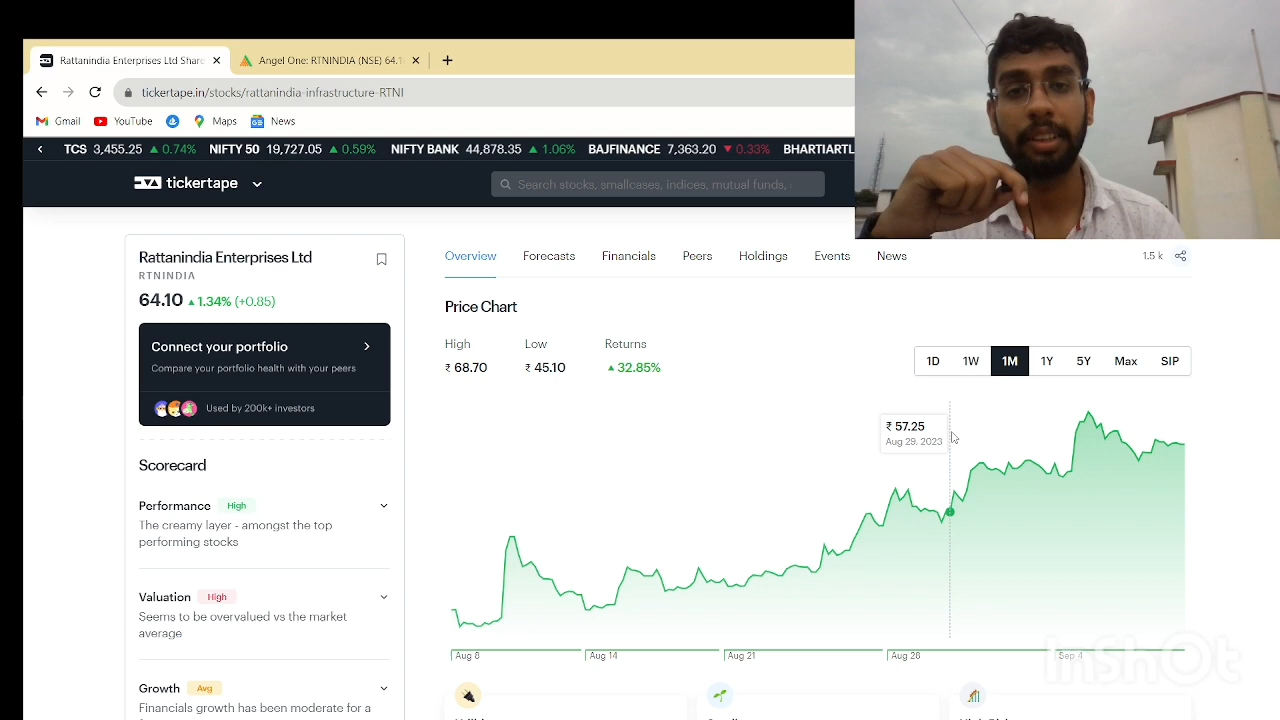 Rattanindia Enterprises Ltd Share
Angel One: RTNINDIA (NSE) 64.1
tickertape.in/stocks/rattanindia-infrastructure-RTNI
Gmail YouTube Maps News
TCS 3,455.25 ▲ 0.74% NIFTY 50 19,727.05 ▲ 0.59% NIFTY BANK 44,878.35 ▲ 1.06% BAJFINANCE 7,363.20 ▼ 0.33% BHARTIARTL
tickertape
Search stocks, smallcases, indices, mutual funds,
Rattanindia Enterprises Ltd
RTNINDIA
64.10 ▲ 1.34% (+0.85)
Connect your portfolio
Compare your portfolio health with your peers
Used by 200k+ investors
Scorecard
Performance High
The creamy layer - amongst the top
performing stocks
Valuation High
Seems to be overvalued vs the market
average
Growth Avg
Financials growth has been moderate for a
Overview Forecasts Financials Peers Holdings Events News 1.5 k
Price Chart
High Low Returns
₹ 68.70 ₹ 45.10 ▲ 32.85%
1D 1W 1M 1Y 5Y Max SIP
₹ 57.25
Aug 29, 2023
Aug 8 Aug 14 Aug 21 Aug 28 Sep 4
InShOt